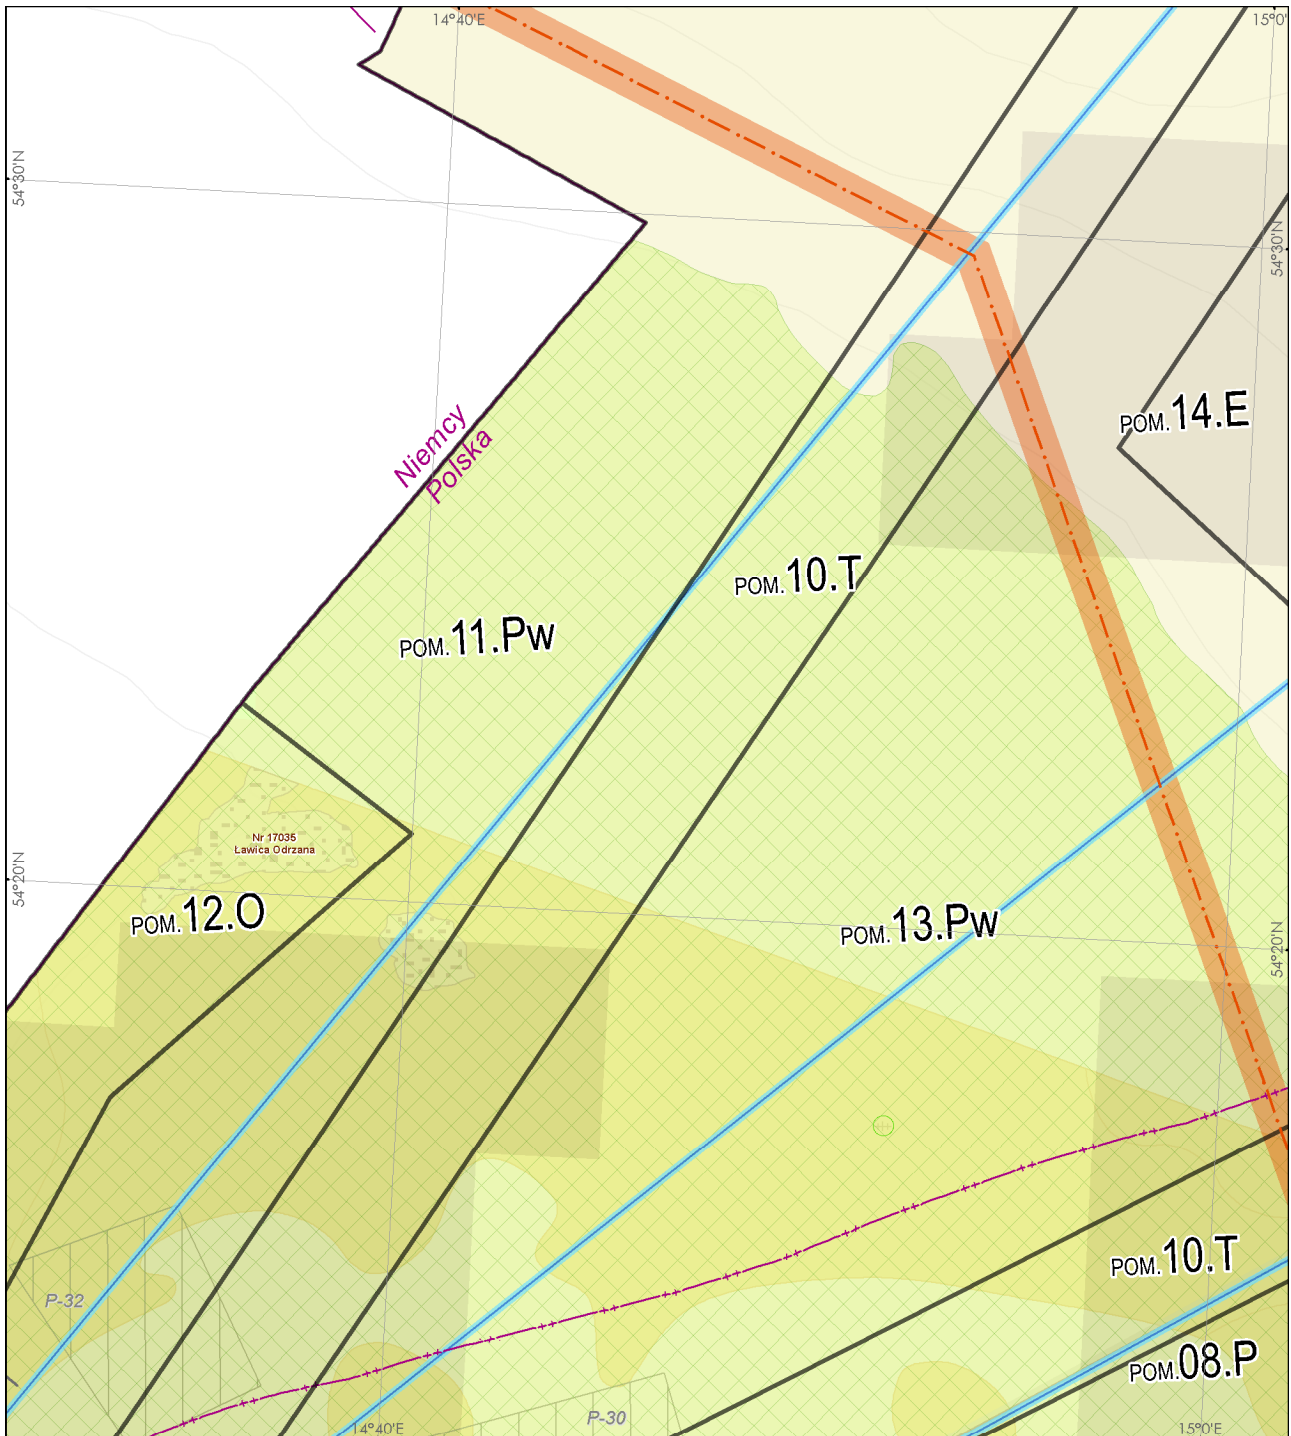 14°40'E
15°0'
54°30'N
54°30'N
POM.14.E
Niemcy
Polska
POM.10.T
POM.11.Pw
Nr 17035
Ławica Odrzana
54°20'N
POM.12.O
POM.13.Pw
54°20'N
POM.10.T
P-32
POM.08.P
P-30
14°40'E
15°0'E